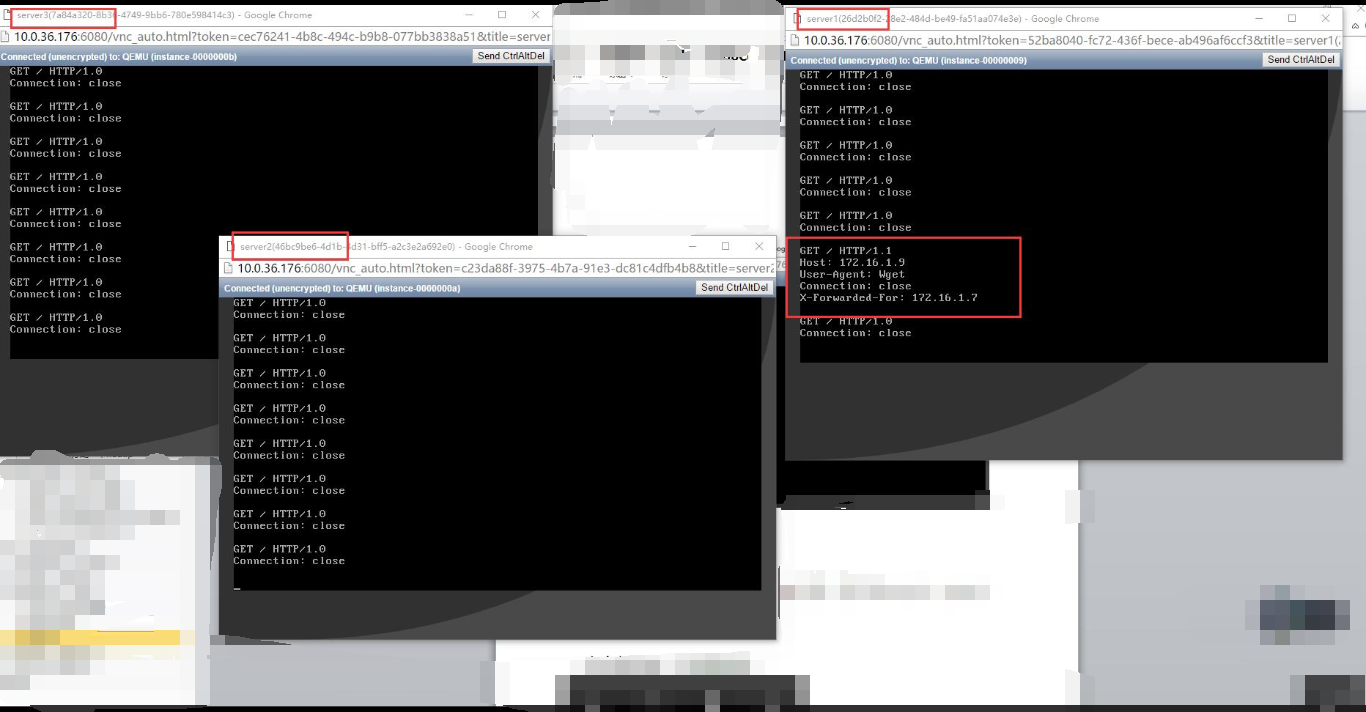 server3(7a84a320-8b36-4749-9bb6-780e598414c3) - Google Chrome
10.0.36.176:6080/vnc_auto.html?token=cec76241-4b8c-494c-b9b8-077bb3838a51&title=server
Connected (unencrypted) to: QEMU (instance-0000000b)
Send CtrlAltDel
GET / HTTP/1.0
Connection: close
GET / HTTP/1.0
Connection: close
GET / HTTP/1.0
Connection: close
GET / HTTP/1.0
Connection: close
GET / HTTP/1.0
Connection: close
GET / HTTP/1.0
Connection: close
GET / HTTP/1.0
Connection: close
GET / HTTP/1.0
Connection: close
server2(46bc9be6-4d1b-4d31-bff5-a2c3e2a692e0) - Google Chrome
10.0.36.176:6080/vnc_auto.html?token=c23da88f-3975-4b7a-91e3-dc81c4dfb4b8&title=server
Connected (unencrypted) to: QEMU (instance-0000000a)
Send CtrlAltDel
GET / HTTP/1.0
Connection: close
GET / HTTP/1.0
Connection: close
GET / HTTP/1.0
Connection: close
GET / HTTP/1.0
Connection: close
GET / HTTP/1.0
Connection: close
GET / HTTP/1.0
Connection: close
GET / HTTP/1.0
Connection: close
GET / HTTP/1.0
Connection: close
server1(26d2b0f2-28e2-484d-be49-fa51aa074e3e) - Google Chrome
10.0.36.176:6080/vnc_auto.html?token=52ba8040-fc72-436f-bece-ab496af6ccf3&title=server1(
Connected (unencrypted) to: QEMU (instance-00000009)
Send CtrlAltDel
GET / HTTP/1.0
Connection: close
GET / HTTP/1.0
Connection: close
GET / HTTP/1.0
Connection: close
GET / HTTP/1.0
Connection: close
GET / HTTP/1.0
Connection: close
GET / HTTP/1.1
Host: 172.16.1.9
User-Agent: Wget
Connection: close
X-Forwarded-For: 172.16.1.7
GET / HTTP/1.0
Connection: close